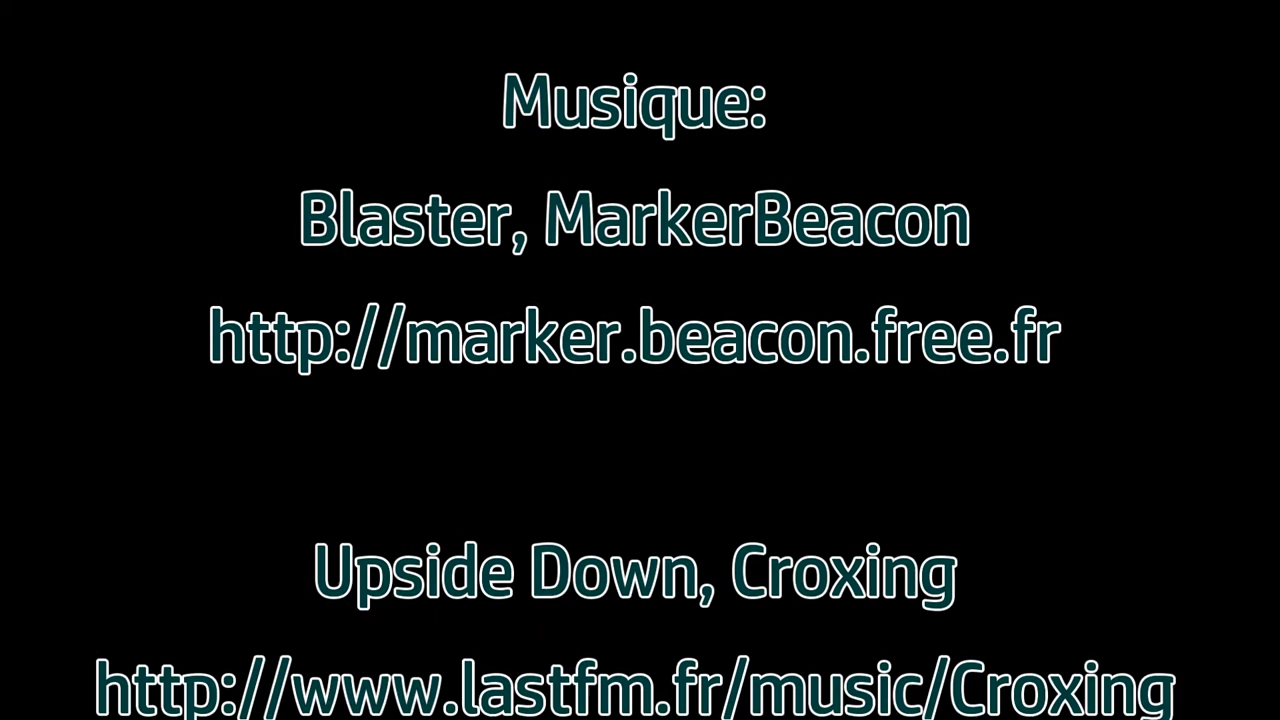 Musique:
Blaster, MarkerBeacon
http://marker.beacon.free.fr
Upside Down, Croxing
http://www.lastfm.fr/music/Croxing